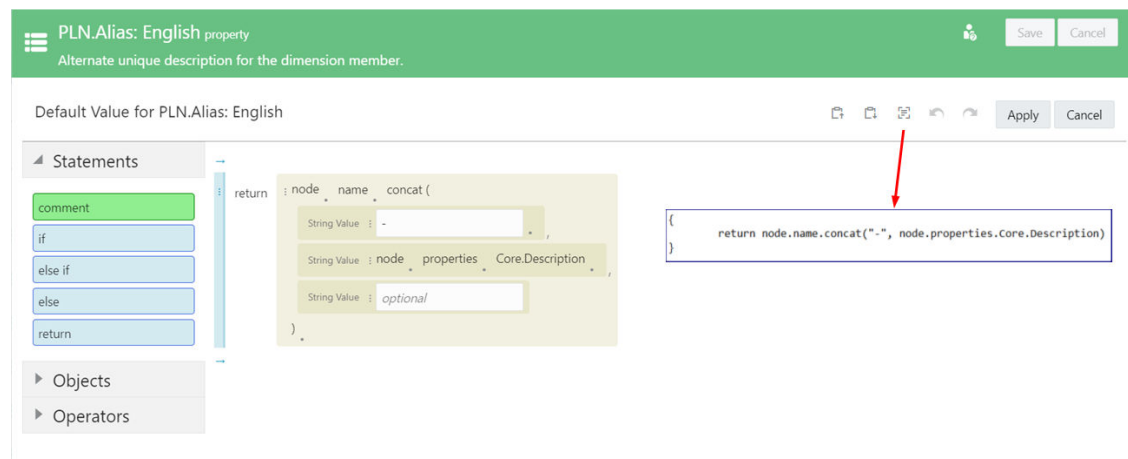 PLN.Alias: English property
Save Cancel
Alternate unique description for the dimension member.
Default Value for PLN.Alias: English
Apply Cancel
Statements
comment
if
else if
else
return
Objects
Operators
return node . name . concat (
String Value : - . ,
String Value : node . properties . Core.Description . ,
String Value : optional
) .
{
return node.name.concat("-", node.properties.Core.Description)
}